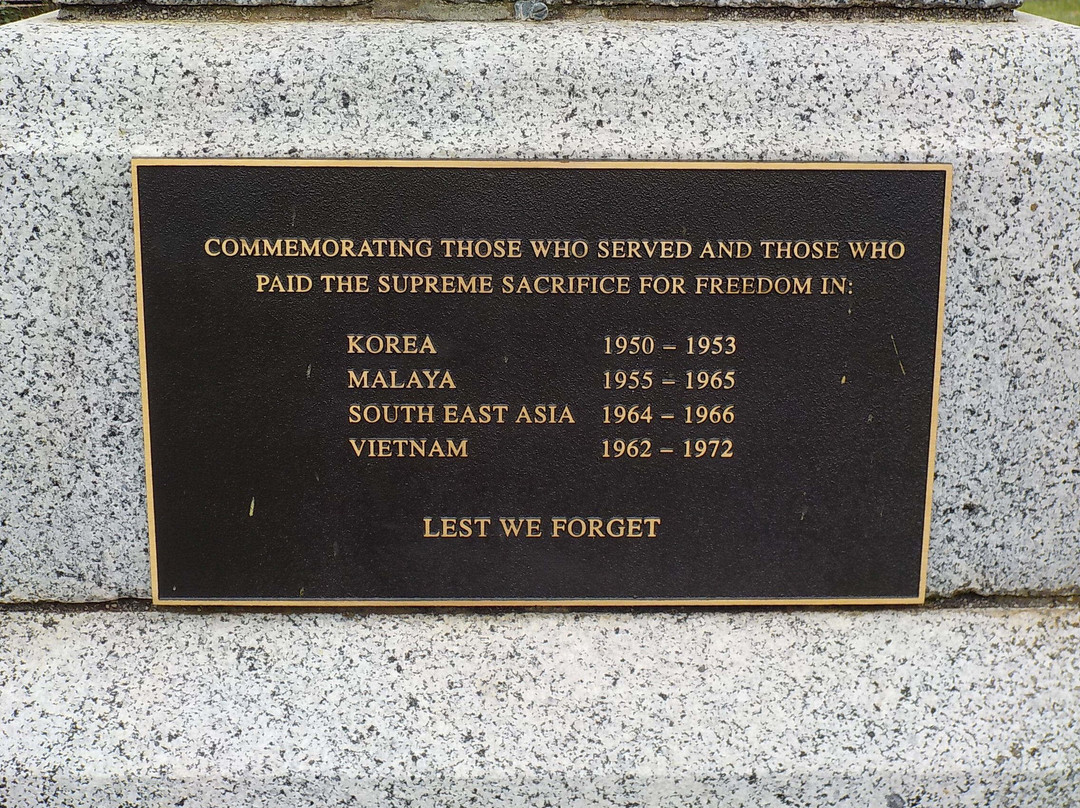 COMMEMORATING THOSE WHO SERVED AND THOSE WHO
PAID THE SUPREME SACRIFICE FOR FREEDOM IN:
KOREA 1950 – 1953
MALAYA 1955 – 1965
SOUTH EAST ASIA 1964 – 1966
VIETNAM 1962 – 1972
LEST WE FORGET